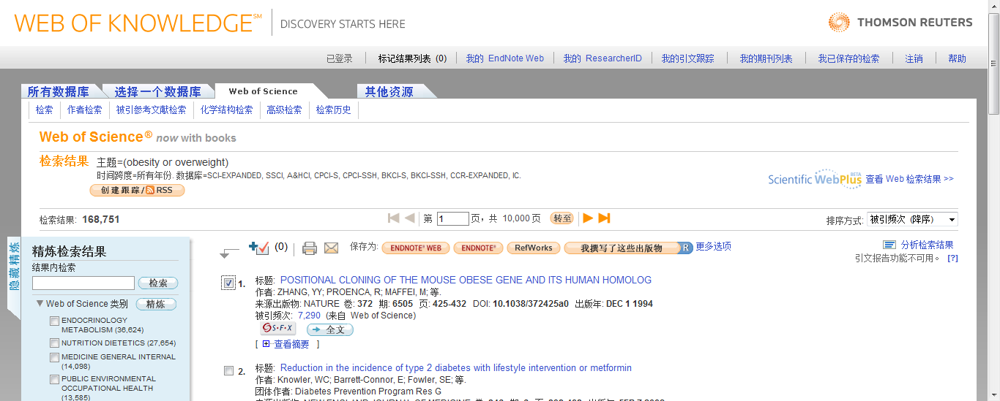 WEB OF KNOWLEDGE℠ DISCOVERY STARTS HERE THOMSON REUTERS
已登录 标记结果列表 (0) 我的 EndNote Web 我的 ResearcherID 我的引文跟踪 我的期刊列表 我已保存的检索 注销 帮助
所有数据库 选择一个数据库 Web of Science 其他资源
检索 作者检索 被引参考文献检索 化学结构检索 高级检索 检索历史
Web of Science® now with books
检索结果 主题=(obesity or overweight)
时间跨度=所有年份. 数据库=SCI-EXPANDED, SSCI, A&HCI, CPCI-S, CPCI-SSH, BKCI-S, BKCI-SSH, CCR-EXPANDED, IC.
Scientific WebPlus BETA 查看 Web 检索结果 >>
创建跟踪/ RSS
检索结果: 168,751 第 1 页，共 10,000 页 转至 排序方式: 被引频次 (降序)
隐藏精炼
精炼检索结果
结果内检索
检索
Web of Science 类别 精炼
ENDOCRINOLOGY
METABOLISM (36,624)
NUTRITION DIETETICS (27,654)
MEDICINE GENERAL INTERNAL
(14,098)
PUBLIC ENVIRONMENTAL
OCCUPATIONAL HEALTH
(13,585)
(0) 保存为: ENDNOTE® WEB ENDNOTE® RefWorks 我撰写了这些出版物 R 更多选项
分析检索结果
引文报告功能不可用。 [?]
1. 标题: POSITIONAL CLONING OF THE MOUSE OBESE GENE AND ITS HUMAN HOMOLOG
作者: ZHANG, YY; PROENCA, R; MAFFEI, M; 等.
来源出版物: NATURE 卷: 372 期: 6505 页: 425-432 DOI: 10.1038/372425a0 出版年: DEC 1 1994
被引频次: 7,290 (来自 Web of Science)
S·F·X 全文
[ 查看摘要 ]
2. 标题: Reduction in the incidence of type 2 diabetes with lifestyle intervention or metformin
作者: Knowler, WC; Barrett-Connor, E; Fowler, SE; 等.
团体作者: Diabetes Prevention Program Res G